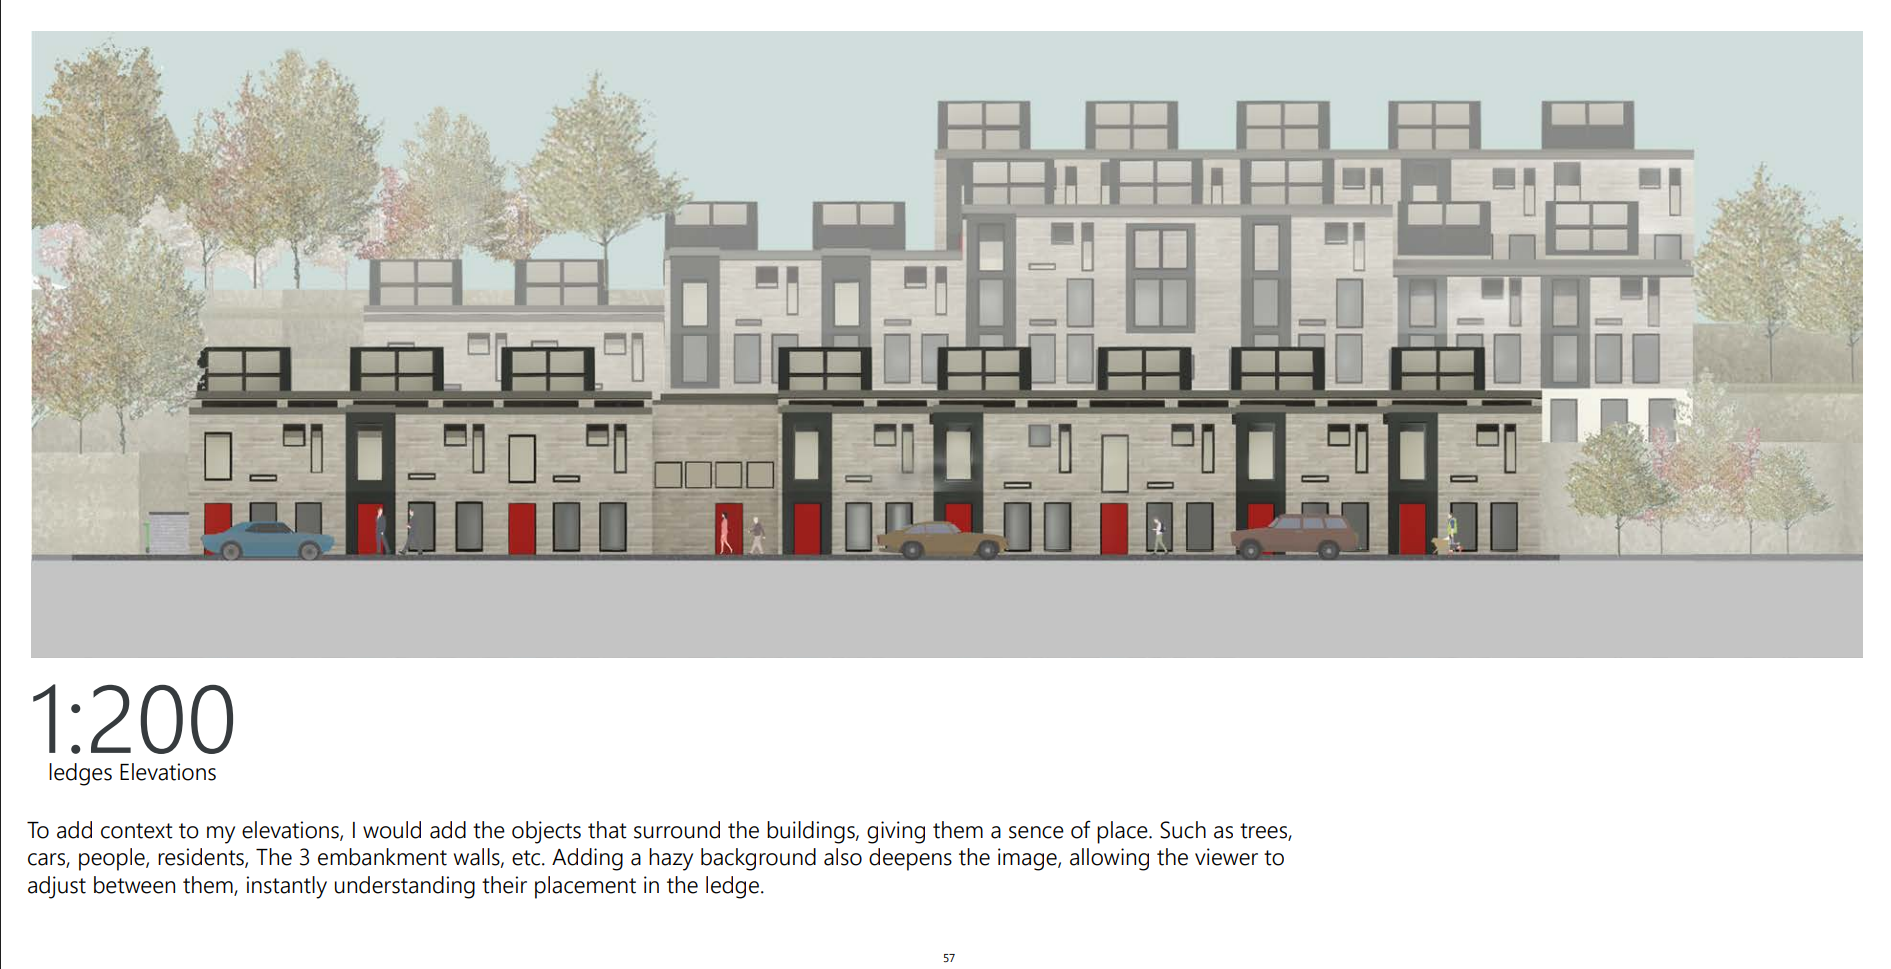 1:200
ledges Elevations
To add context to my elevations, I would add the objects that surround the buildings, giving them a sence of place. Such as trees,
cars, people, residents, The 3 embankment walls, etc. Adding a hazy background also deepens the image, allowing the viewer to
adjust between them, instantly understanding their placement in the ledge.
57